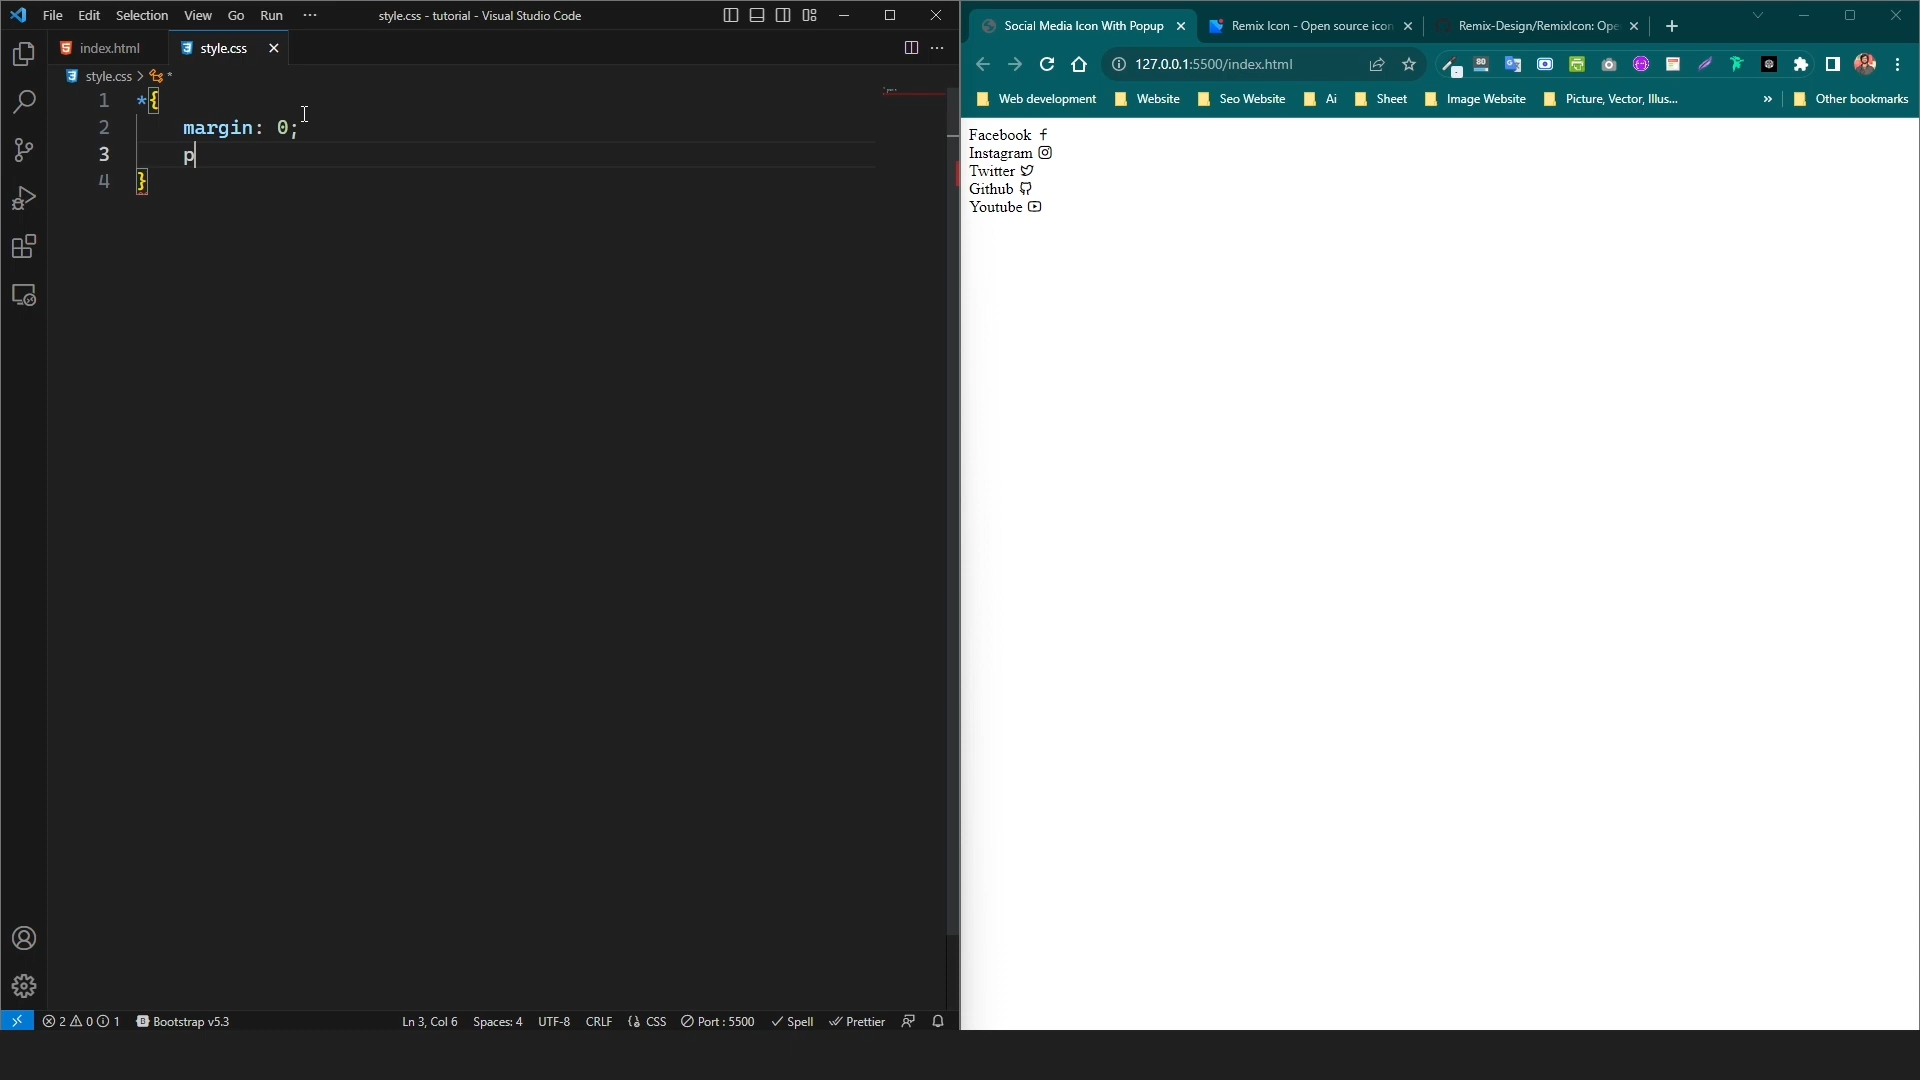 File Edit Selection View Go Run ··· style.css - tutorial - Visual Studio Code
index.html style.css
style.css > *
1 *{
2 margin: 0;
3 p
4 }
2 0 1 Bootstrap v5.3 Ln 3, Col 6 Spaces: 4 UTF-8 CRLF CSS Port : 5500 Spell Prettier
Social Media Icon With Popup Remix Icon - Open source icon Remix-Design/RemixIcon: Ope
127.0.0.1:5500/index.html 80
Web development Website Seo Website Ai Sheet Image Website Picture, Vector, Illus... » Other bookmarks
Facebook
Instagram
Twitter
Github
Youtube